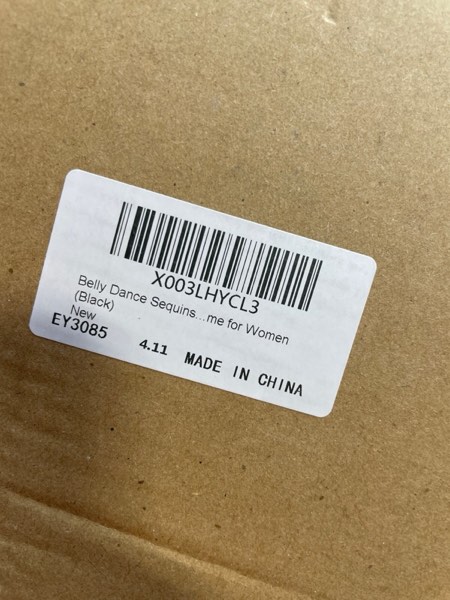 X003LHYCL3
Belly Dance Sequins...me for Women
(Black)
New
EY3085
4.11 MADE IN CHINA